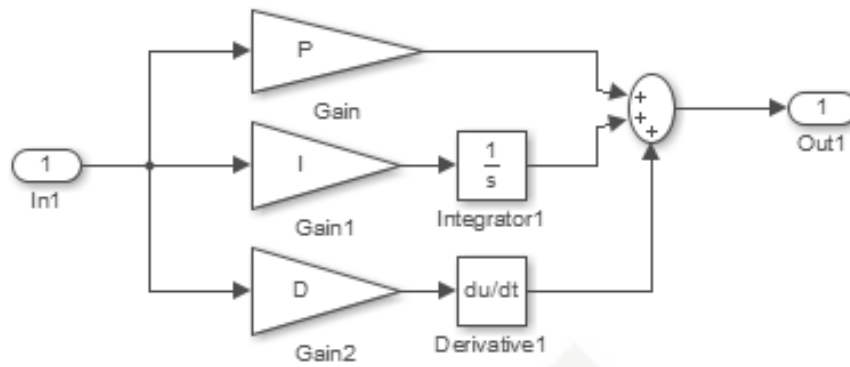 P
Gain
1
In1
I
Gain1
1
s
Integrator1
D
Gain2
du/dt
Derivative1
+
+
+
1
Out1